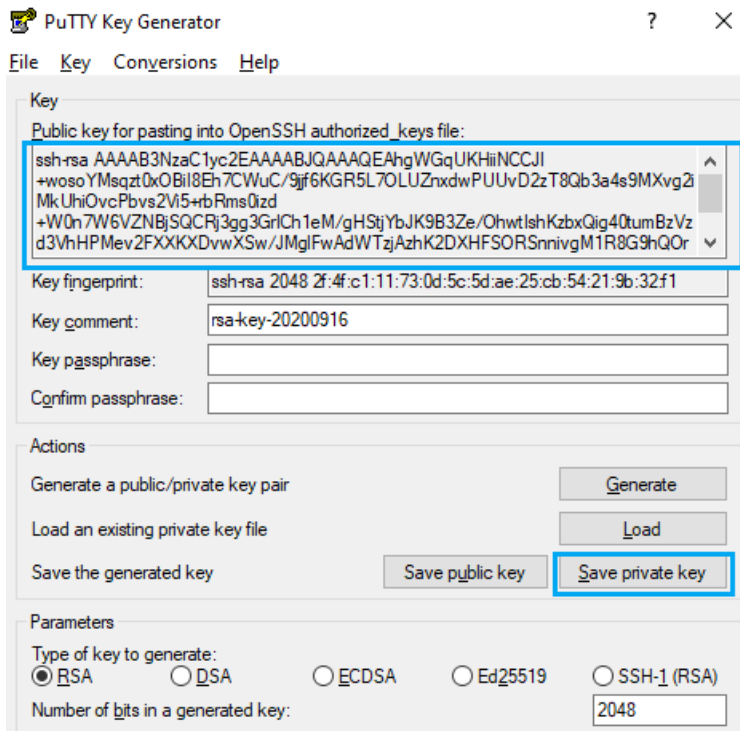 PuTTY Key Generator
?
File Key Conversions Help
Key
Public key for pasting into OpenSSH authorized_keys file:
ssh-rsa AAAAB3NzaC1yc2EAAAABJQAAAQEAhgWGqUKHiiNCCJI
+wosoYMsqzt0xOBiI8Eh7CWuC/9jjf6KGR5L7OLUZnxdwPUUvD2zT8Qb3a4s9MXvg2i
MkUhiOvcPbvs2Vi5+rbRms0izd
+W0n7W6VZNBjSQCRj3gg3GrlCh1eM/gHStjYbJK9B3Ze/OhwtIshKzbxQig40tumBzVz
d3VhHPMev2FXXKXDvwXSw/JMglFwAdWTzjAzhK2DXHFSORSnnivgM1R8G9hQOr
Key fingerprint: ssh-rsa 2048 2f:4f:c1:11:73:0d:5c:5d:ae:25:cb:54:21:9b:32:f1
Key comment: rsa-key-20200916
Key passphrase:
Confirm passphrase:
Actions
Generate a public/private key pair Generate
Load an existing private key file Load
Save the generated key Save public key Save private key
Parameters
Type of key to generate:
RSA DSA ECDSA Ed25519 SSH-1 (RSA)
Number of bits in a generated key: 2048